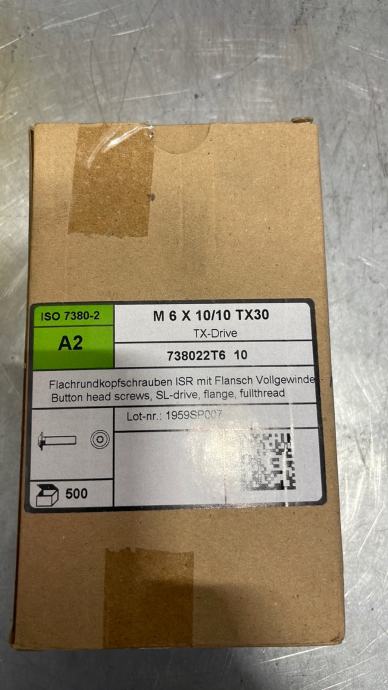 ISO 7380-2
A2
M 6 X 10/10 TX30
TX-Drive
738022T6 10
Flachrundkopfschrauben ISR mit Flansch Vollgewinde
Button head screws, SL-drive, flange, fullthread
Lot-nr.: 1959SP007
500